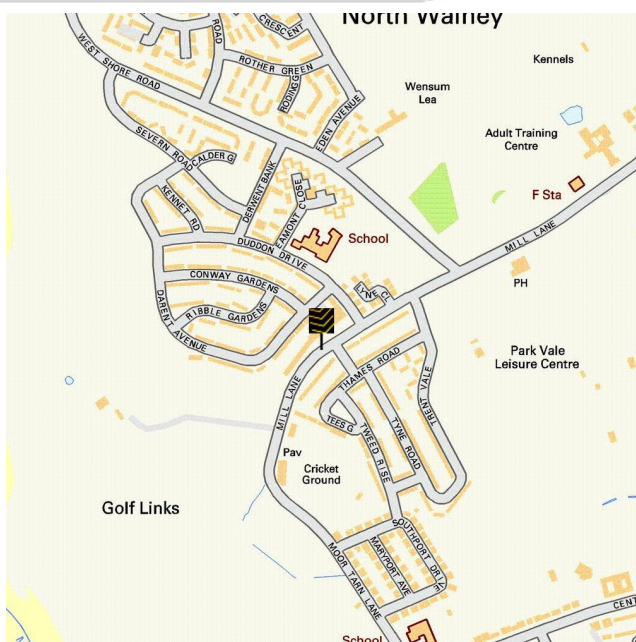 North Walney
CRESCENT
ROAD
WEST SHORE ROAD
ROTHER GREEN
RODING G
Kennels
Wensum
Lea
EDEN AVENUE
Adult Training
Centre
SEVERN ROAD
CALDER G
DERWENT BANK
EAMONT CLOSE
KENNET RD
F Sta
School
MILL LANE
DUDDON DRIVE
PH
CONWAY GARDENS
LYNE CL
RIBBLE GARDENS
DARENT AVENUE
Park Vale
Leisure Centre
THAMES ROAD
TRENT VALE
MILL LANE
TEES G
TWEED RISE
TYNE ROAD
Pav
Cricket
Ground
Golf Links
SOUTHPORT DRIVE
MARYPORT AVE
MOOR TARN LANE
CENT
School